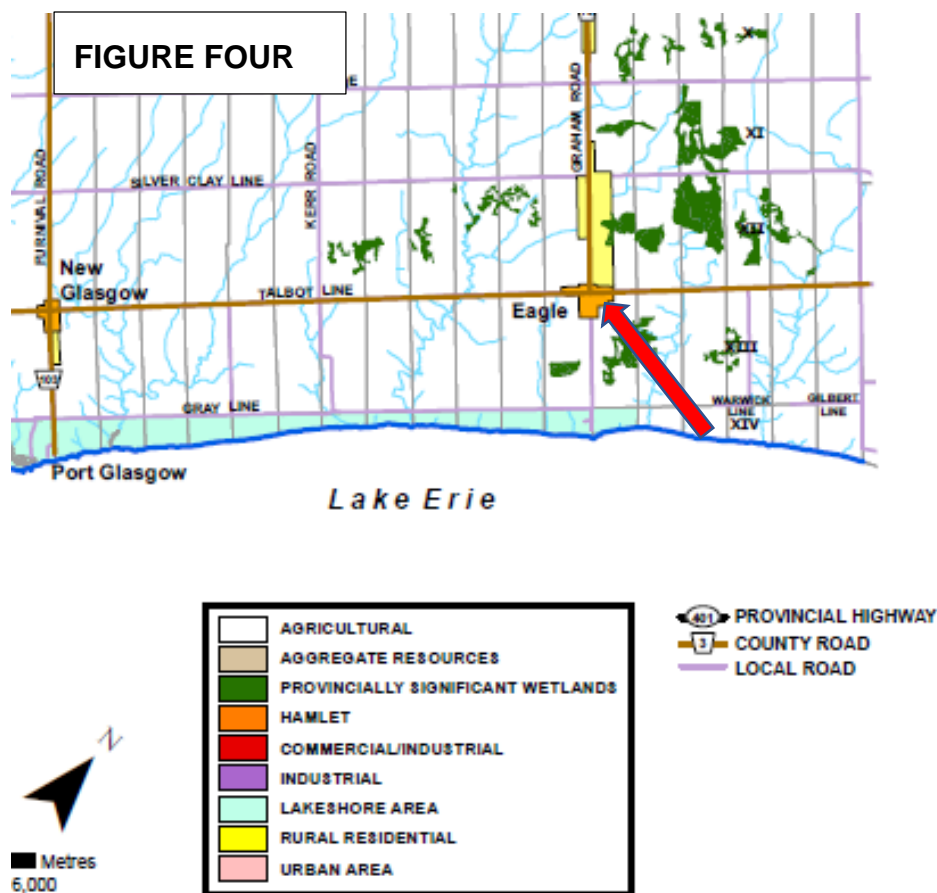 FIGURE FOUR
X
GRAHAM ROAD
FURNIVAL ROAD
KERR ROAD
XI
SILVER CLAY LINE
XII
New
Glasgow
TALBOT LINE
Eagle
XIII
103
GRAY LINE
WARWICK
LINE
GILBERT
LINE
XIV
Port Glasgow
Lake Erie
AGRICULTURAL
AGGREGATE RESOURCES
PROVINCIALLY SIGNIFICANT WETLANDS
HAMLET
COMMERCIAL/INDUSTRIAL
INDUSTRIAL
LAKESHORE AREA
RURAL RESIDENTIAL
URBAN AREA
401 PROVINCIAL HIGHWAY
3 COUNTY ROAD
LOCAL ROAD
N
Metres
6,000